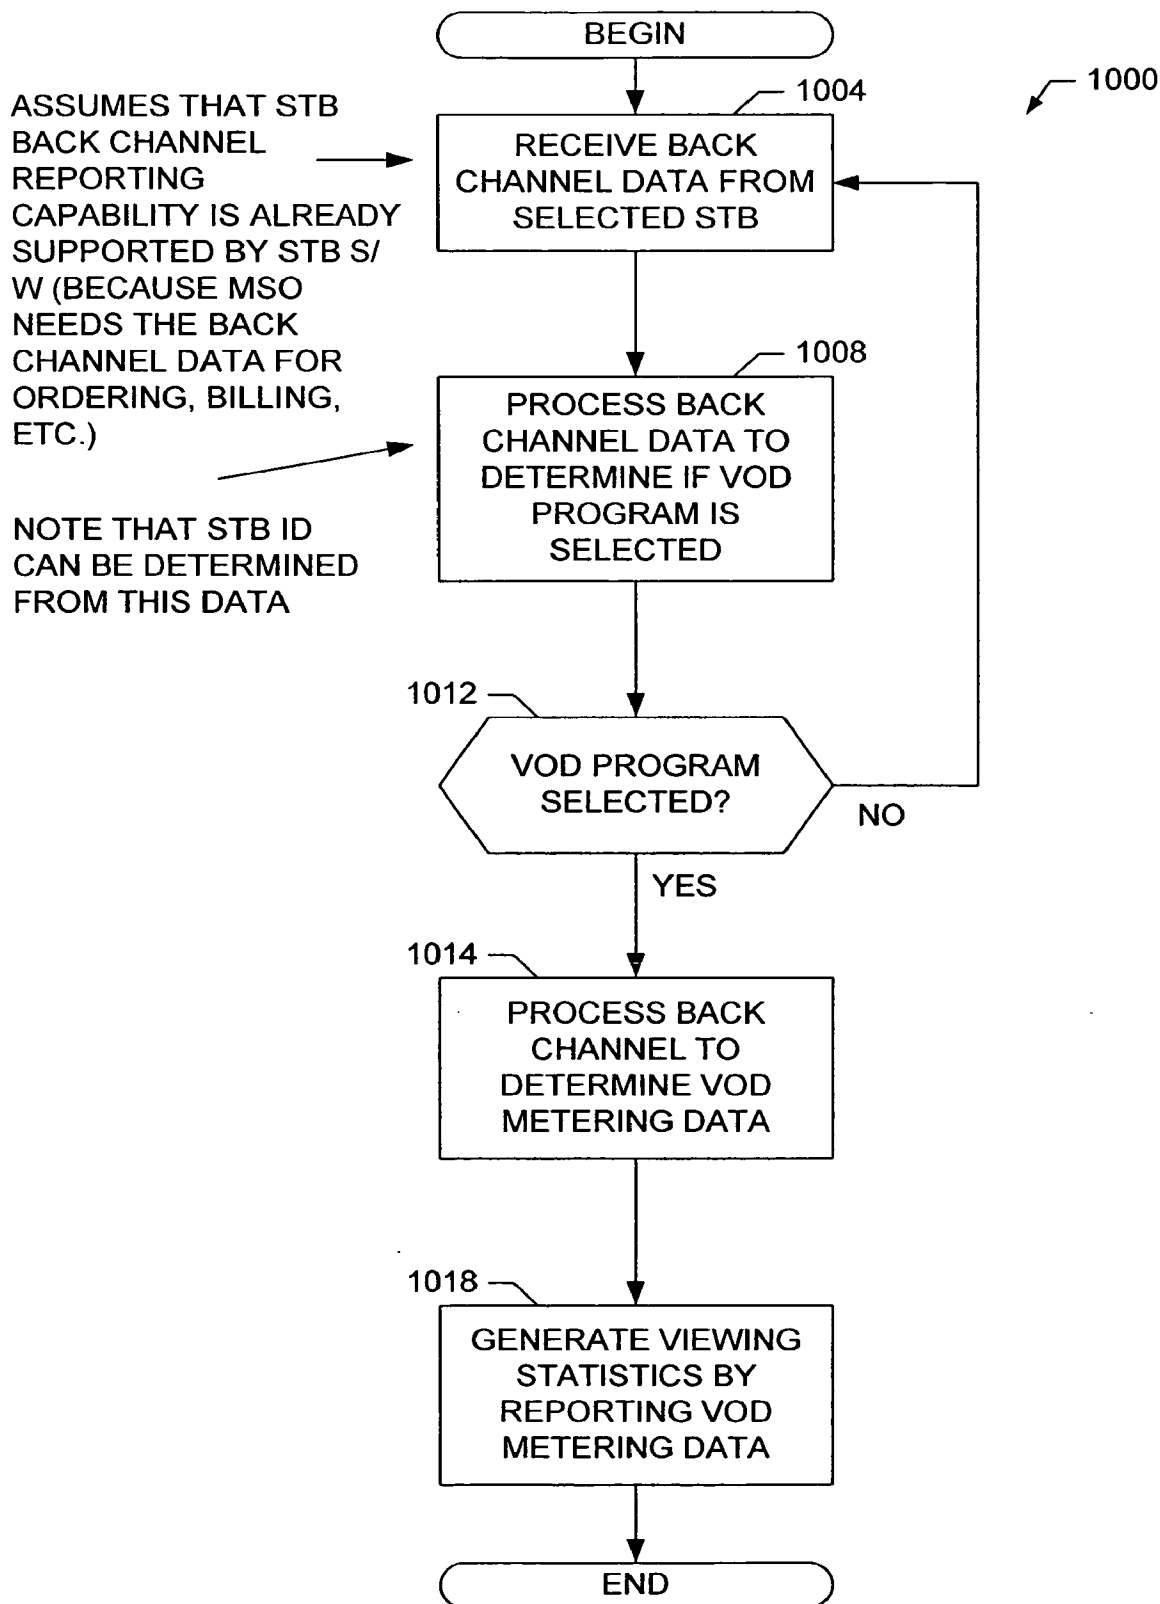 BEGIN
1000
ASSUMES THAT STB
BACK CHANNEL
REPORTING
CAPABILITY IS ALREADY
SUPPORTED BY STB S/
W (BECAUSE MSO
NEEDS THE BACK
CHANNEL DATA FOR
ORDERING, BILLING,
ETC.)
1004
RECEIVE BACK
CHANNEL DATA FROM
SELECTED STB
NOTE THAT STB ID
CAN BE DETERMINED
FROM THIS DATA
1008
PROCESS BACK
CHANNEL DATA TO
DETERMINE IF VOD
PROGRAM IS
SELECTED
1012
VOD PROGRAM
SELECTED?
NO
YES
1014
PROCESS BACK
CHANNEL TO
DETERMINE VOD
METERING DATA
1018
GENERATE VIEWING
STATISTICS BY
REPORTING VOD
METERING DATA
END